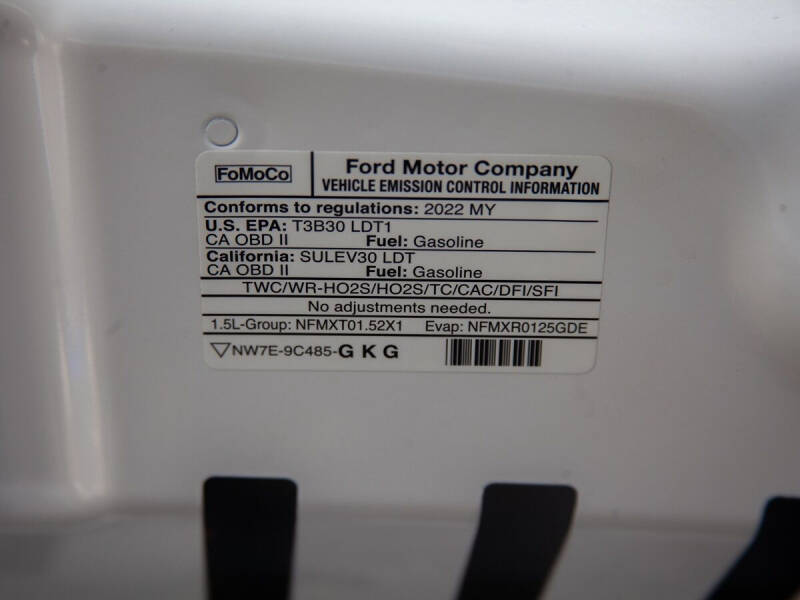 FoMoCo
Ford Motor Company
VEHICLE EMISSION CONTROL INFORMATION
Conforms to regulations: 2022 MY
U.S. EPA: T3B30 LDT1
CA OBD II Fuel: Gasoline
California: SULEV30 LDT
CA OBD II Fuel: Gasoline
TWC/WR-HO2S/HO2S/TC/CAC/DFI/SFI
No adjustments needed.
1.5L-Group: NFMXT01.52X1 Evap: NFMXR0125GDE
NW7E-9C485-G K G